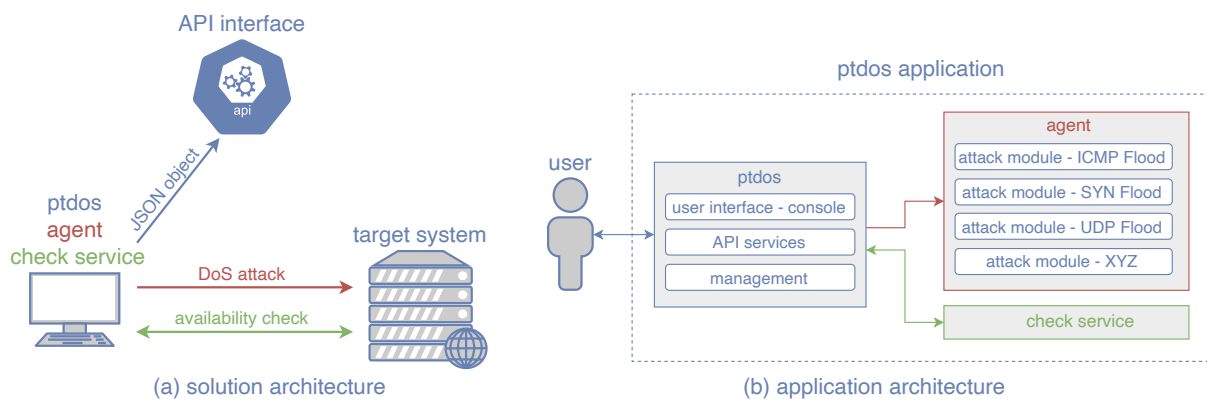 API interface
api
JSON object
ptdos
agent
check service
target system
DoS attack
availability check
(a) solution architecture
ptdos application
user
ptdos
user interface - console
API services
management
agent
attack module - ICMP Flood
attack module - SYN Flood
attack module - UDP Flood
attack module - XYZ
check service
(b) application architecture